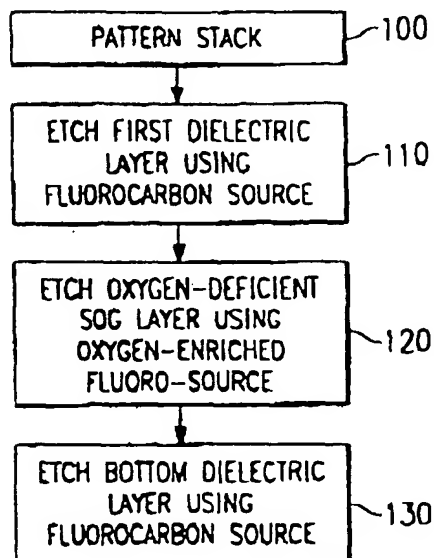 PATTERN STACK
100
ETCH FIRST DIELECTRIC
LAYER USING
FLUOROCARBON SOURCE
110
ETCH OXYGEN-DEFICIENT
SOG LAYER USING
OXYGEN-ENRICHED
FLUORO-SOURCE
120
ETCH BOTTOM DIELECTRIC
LAYER USING
FLUOROCARBON SOURCE
130